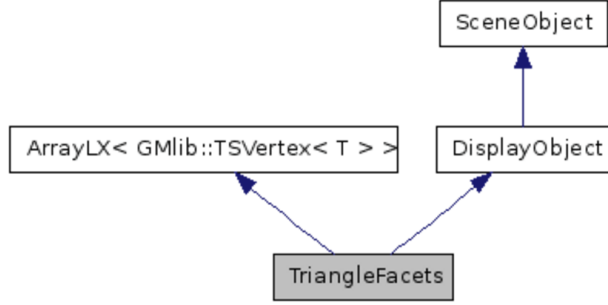 SceneObject
ArrayLX< GMlib::TSVertex< T > >
DisplayObject
TriangleFacets